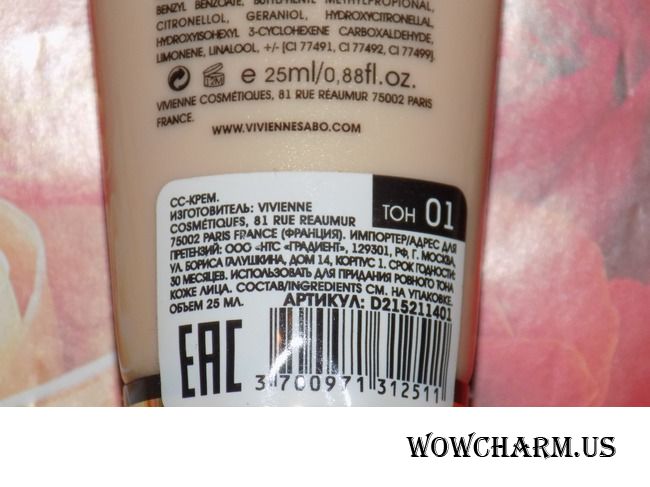 BENZYL BENZOATE, BUTYLPHENYL METHYLPROPIONAL,
CITRONELLOL, GERANIOL, HYDROXYCITRONELLAL,
HYDROXYISOHEXYL 3-CYCLOHEXENE CARBOXALDEHYDE,
LIMONENE, LINALOOL, +/- (CI 77491, CI 77492, CI 77499).
12M e 25ml/0,88fl.oz.
VIVIENNE COSMÉTIQUES, 81 RUE RÉAUMUR 75002 PARIS
FRANCE.
WWW.VIVIENNESABO.COM
ТОН 01
СС-КРЕМ.
ИЗГОТОВИТЕЛЬ: VIVIENNE
COSMÉTIQUES, 81 RUE REAUMUR
75002 PARIS FRANCE (ФРАНЦИЯ). ИМПОРТЕР/АДРЕС ДЛЯ
ПРЕТЕНЗИЙ: ООО «НТС «ГРАДИЕНТ», 129301, РФ, Г. МОСКВА,
УЛ. БОРИСА ГАЛУШКИНА, ДОМ 14, КОРПУС 1. СРОК ГОДНОСТИ:
30 МЕСЯЦЕВ. ИСПОЛЬЗОВАТЬ ДЛЯ ПРИДАНИЯ РОВНОГО ТОНА
КОЖЕ ЛИЦА. СОСТАВ/INGREDIENTS СМ. НА УПАКОВКЕ.
ОБЪЕМ 25 МЛ.
АРТИКУЛ: D215211401
EAC
3 700971 312511
WOWCHARM.US